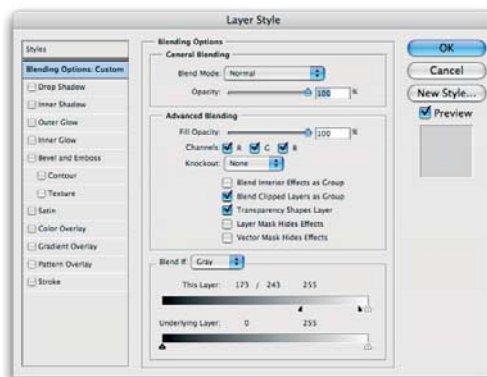 Layer Style
Styles
Blending Options: Custom
Drop Shadow
Inner Shadow
Outer Glow
Inner Glow
Bevel and Emboss
Contour
Texture
Satin
Color Overlay
Gradient Overlay
Pattern Overlay
Stroke
Blending Options
General Blending
Blend Mode: Normal
Opacity: 100 %
Advanced Blending
Fill Opacity: 100 %
Channels: R G B
Knockout: None
Blend Interior Effects as Group
Blend Clipped Layers as Group
Transparency Shapes Layer
Layer Mask Hides Effects
Vector Mask Hides Effects
Blend If: Gray
This Layer: 173 / 243 255
Underlying Layer: 0 255
OK
Cancel
New Style...
Preview